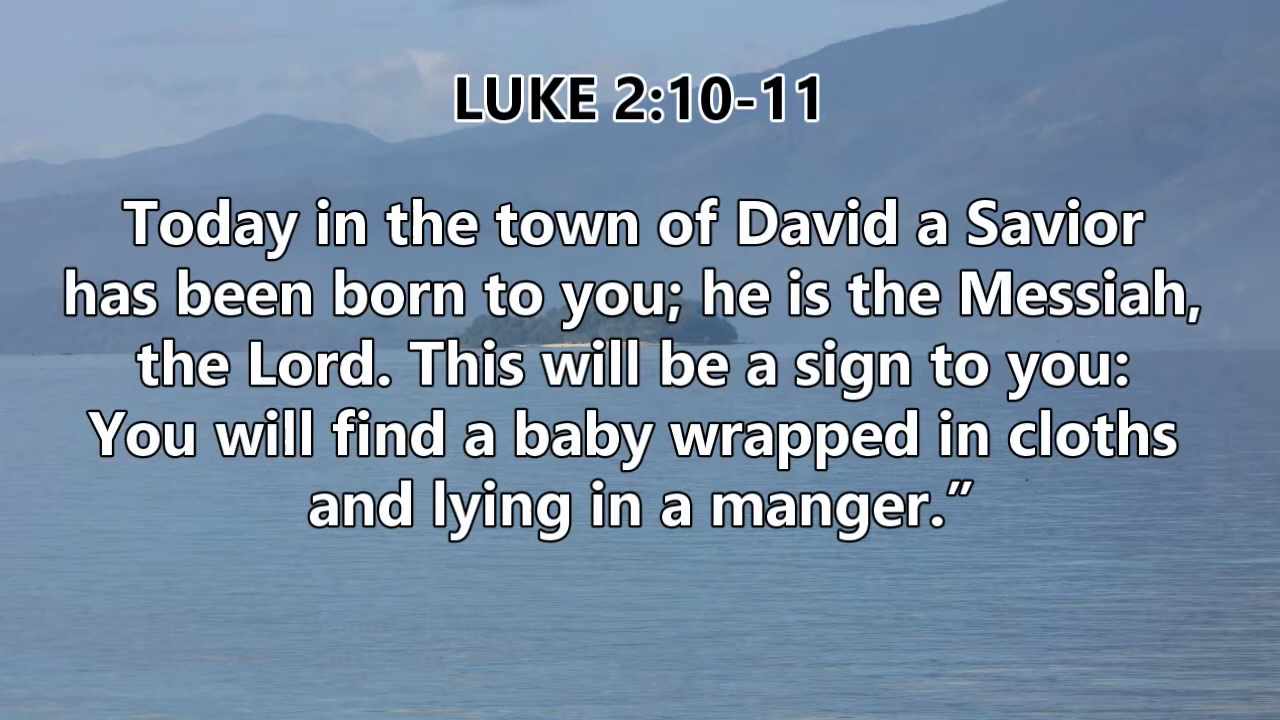 LUKE 2:10-11
Today in the town of David a Savior
has been born to you; he is the Messiah,
the Lord. This will be a sign to you:
You will find a baby wrapped in cloths
and lying in a manger.”